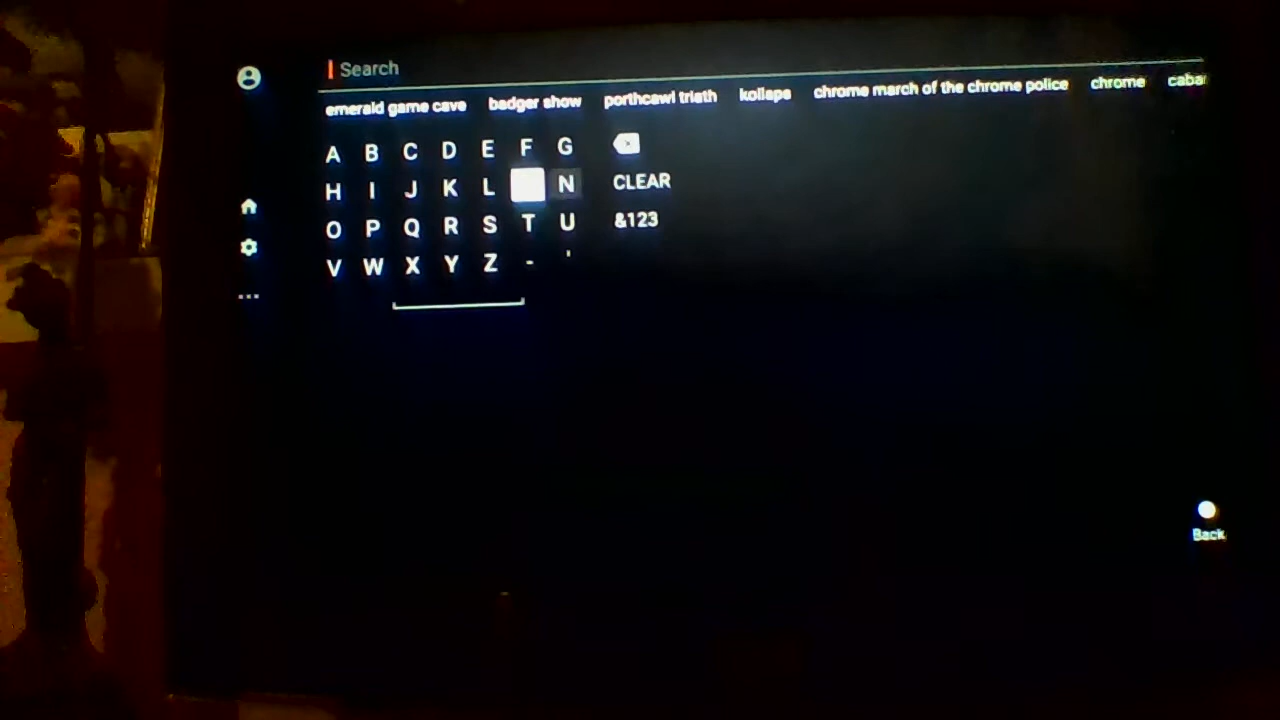 Search
emerald game cave badger show porthcawl triath kollaps chrome march of the chrome police chrome cabar
A B C D E F G
H I J K L N CLEAR
O P Q R S T U &123
V W X Y Z - '
Back